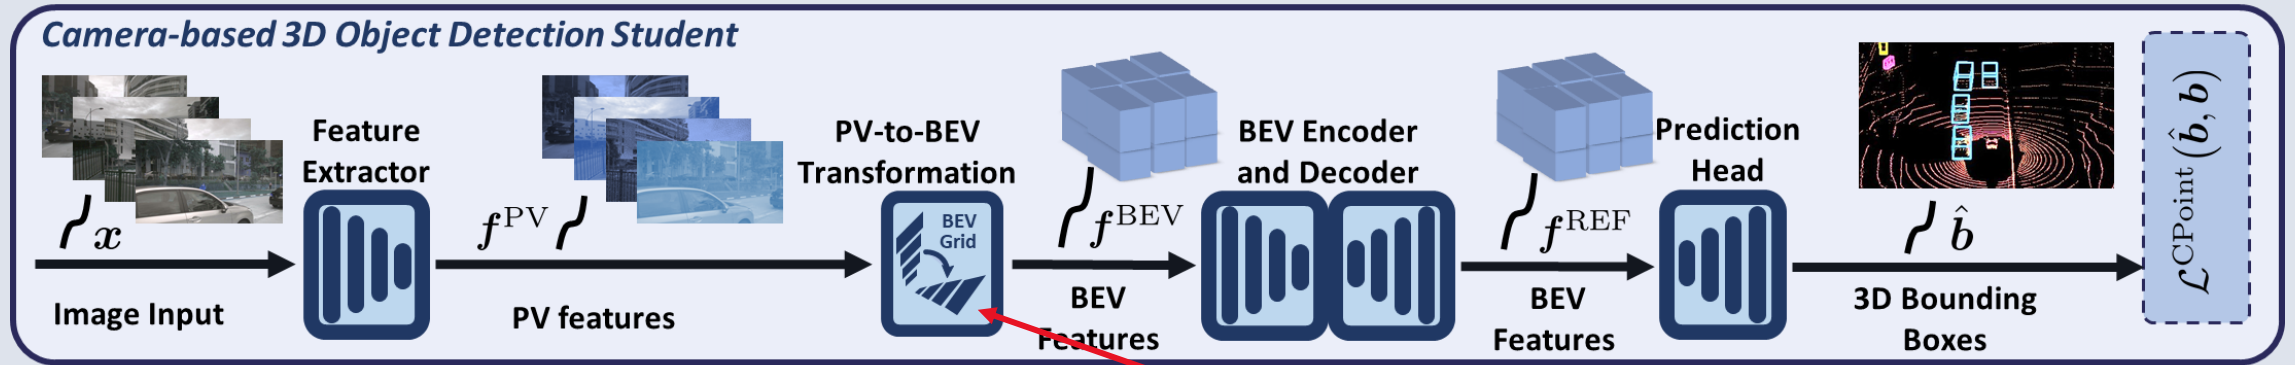 Camera-based 3D Object Detection Student
Feature
Extractor
PV-to-BEV
Transformation
BEV Encoder
and Decoder
Prediction
Head
x
f^PV
BEV
Grid
f^BEV
f^REF
b̂
L^CPoint(b̂, b)
Image Input
PV features
BEV
Features
BEV
Features
3D Bounding
Boxes